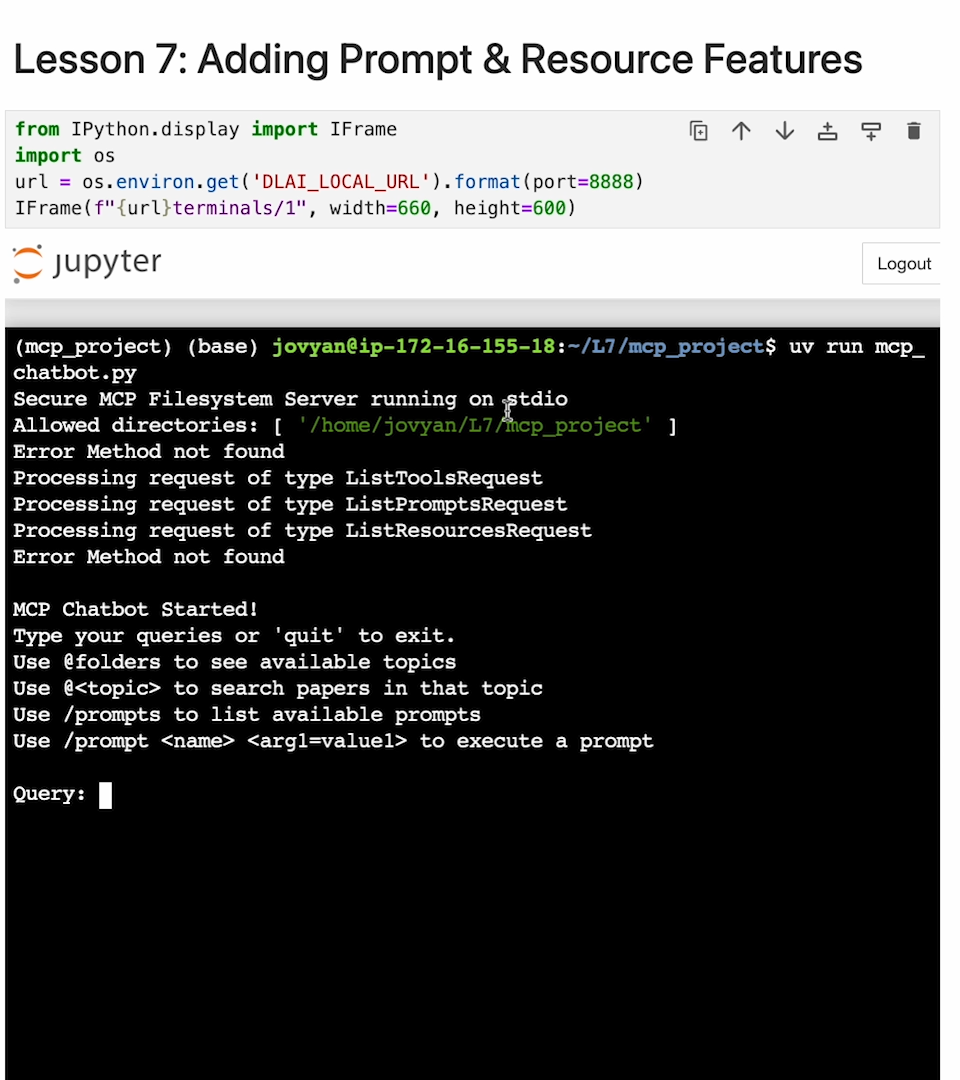 Lesson 7: Adding Prompt & Resource Features
from IPython.display import IFrame
import os
url = os.environ.get('DLAI_LOCAL_URL').format(port=8888)
IFrame(f"{url}terminals/1", width=660, height=600)
jupyter
Logout
(mcp_project) (base) jovyan@ip-172-16-155-18:~/L7/mcp_project$ uv run mcp_
chatbot.py
Secure MCP Filesystem Server running on stdio
Allowed directories: [ '/home/jovyan/L7/mcp_project' ]
Error Method not found
Processing request of type ListToolsRequest
Processing request of type ListPromptsRequest
Processing request of type ListResourcesRequest
Error Method not found
MCP Chatbot Started!
Type your queries or 'quit' to exit.
Use @folders to see available topics
Use @<topic> to search papers in that topic
Use /prompts to list available prompts
Use /prompt <name> <arg1=value1> to execute a prompt
Query: